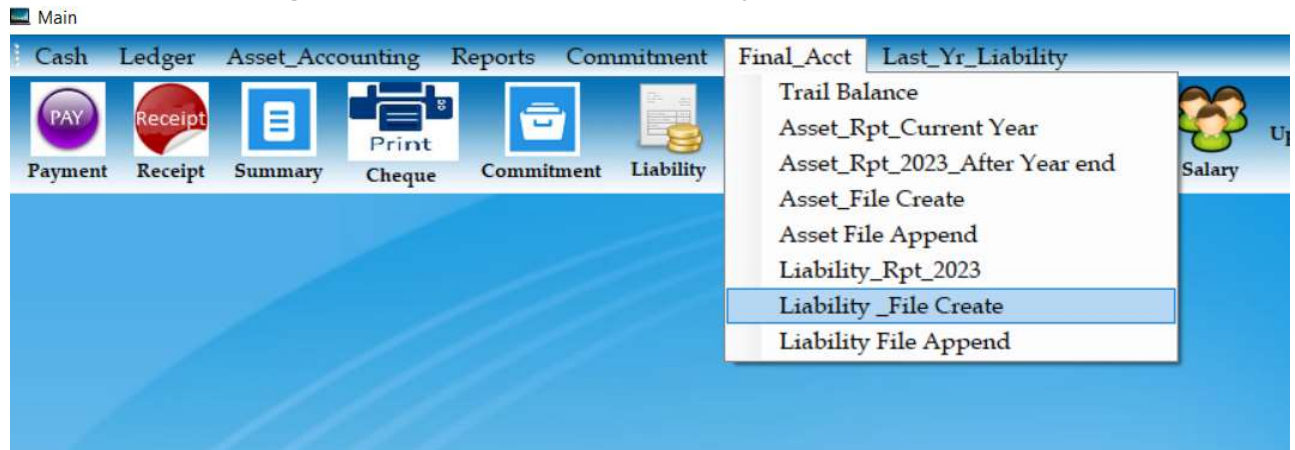 Main
Cash Ledger Asset_Accounting Reports Commitment Final_Acct Last_Yr_Liability
Trail Balance
Asset_Rpt_Current Year
Asset_Rpt_2023_After Year end
Asset_File Create
Asset File Append
Liability_Rpt_2023
Liability _File Create
Liability File Append
PAY Receipt Print
Payment Receipt Summary Cheque Commitment Liability Salary